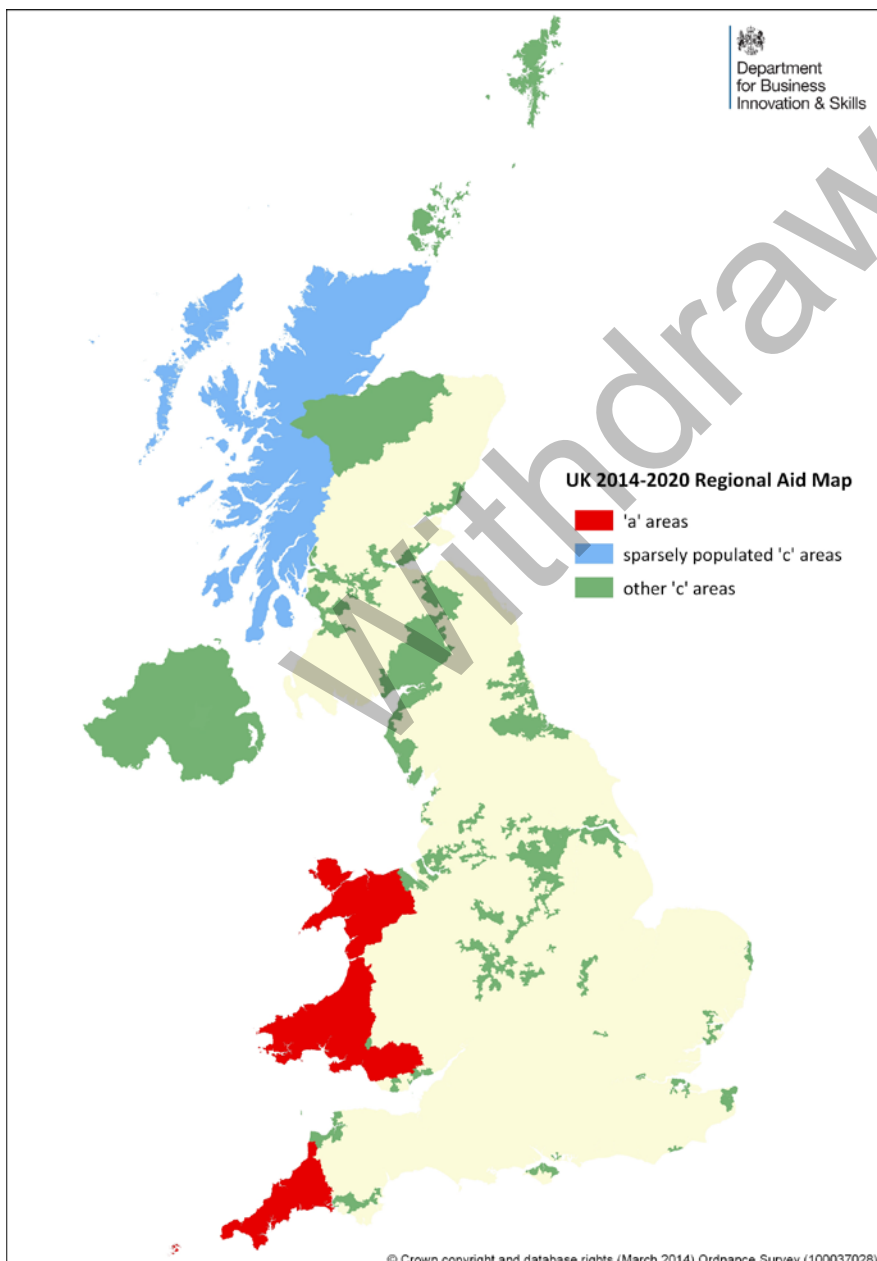 Department
for Business
Innovation & Skills
Withdraw
UK 2014-2020 Regional Aid Map
'a' areas
sparsely populated 'c' areas
other 'c' areas
© Crown copyright and database rights (March 2014) Ordnance Survey (100037028)